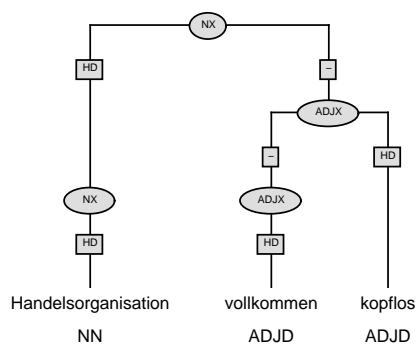 NX
HD –
ADJX
– HD
NX ADJX
HD HD
Handelsorganisation vollkommen kopflos
NN ADJD ADJD